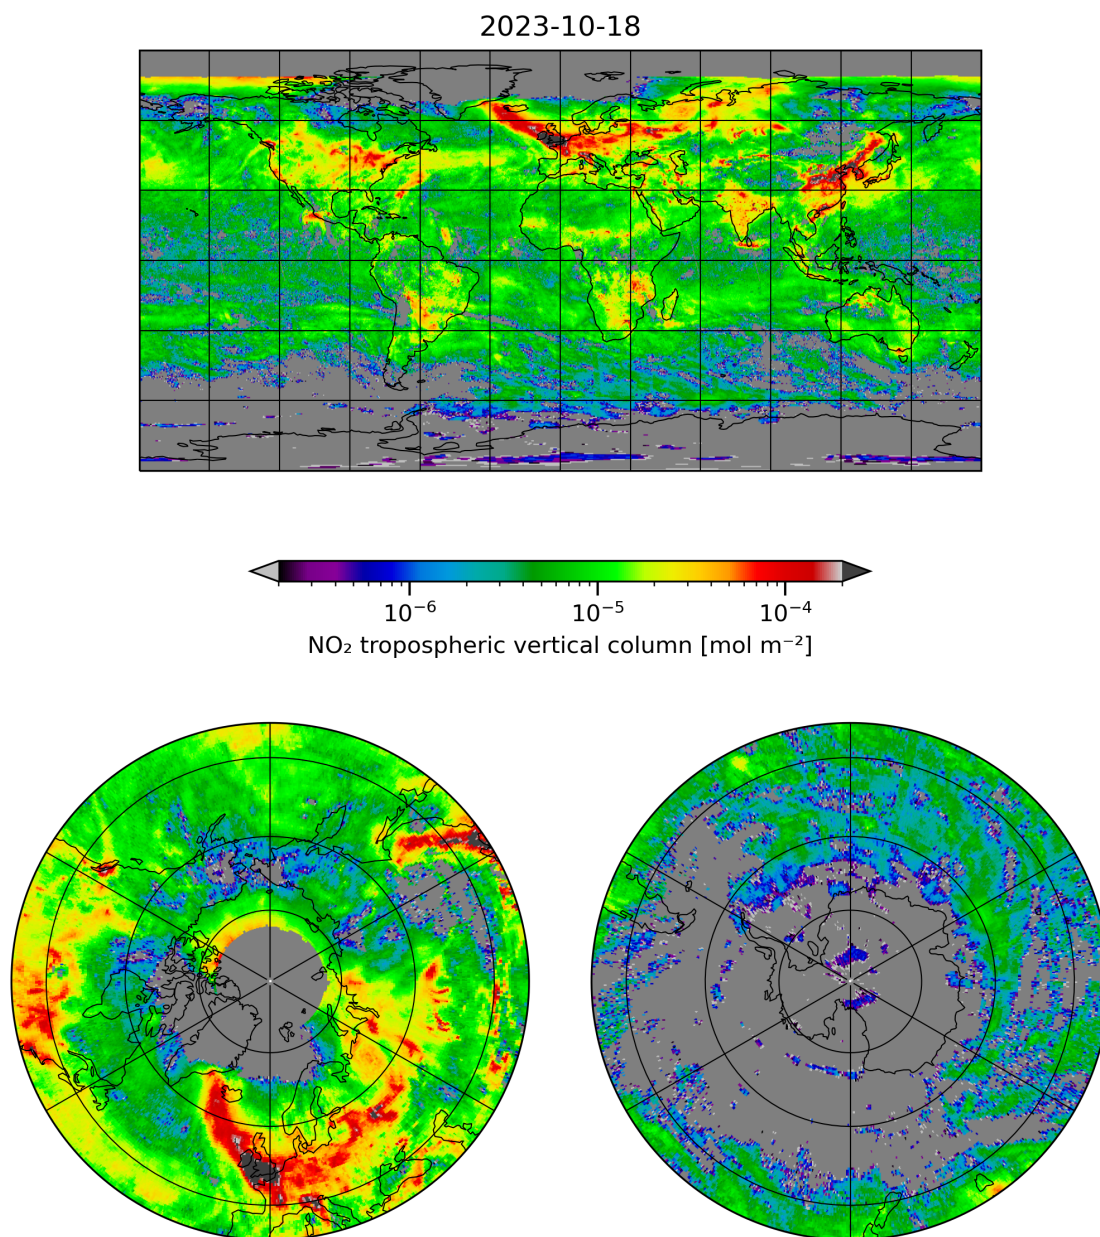 2023-10-18
10⁻⁶ 10⁻⁵ 10⁻⁴
NO₂ tropospheric vertical column [mol m⁻²]